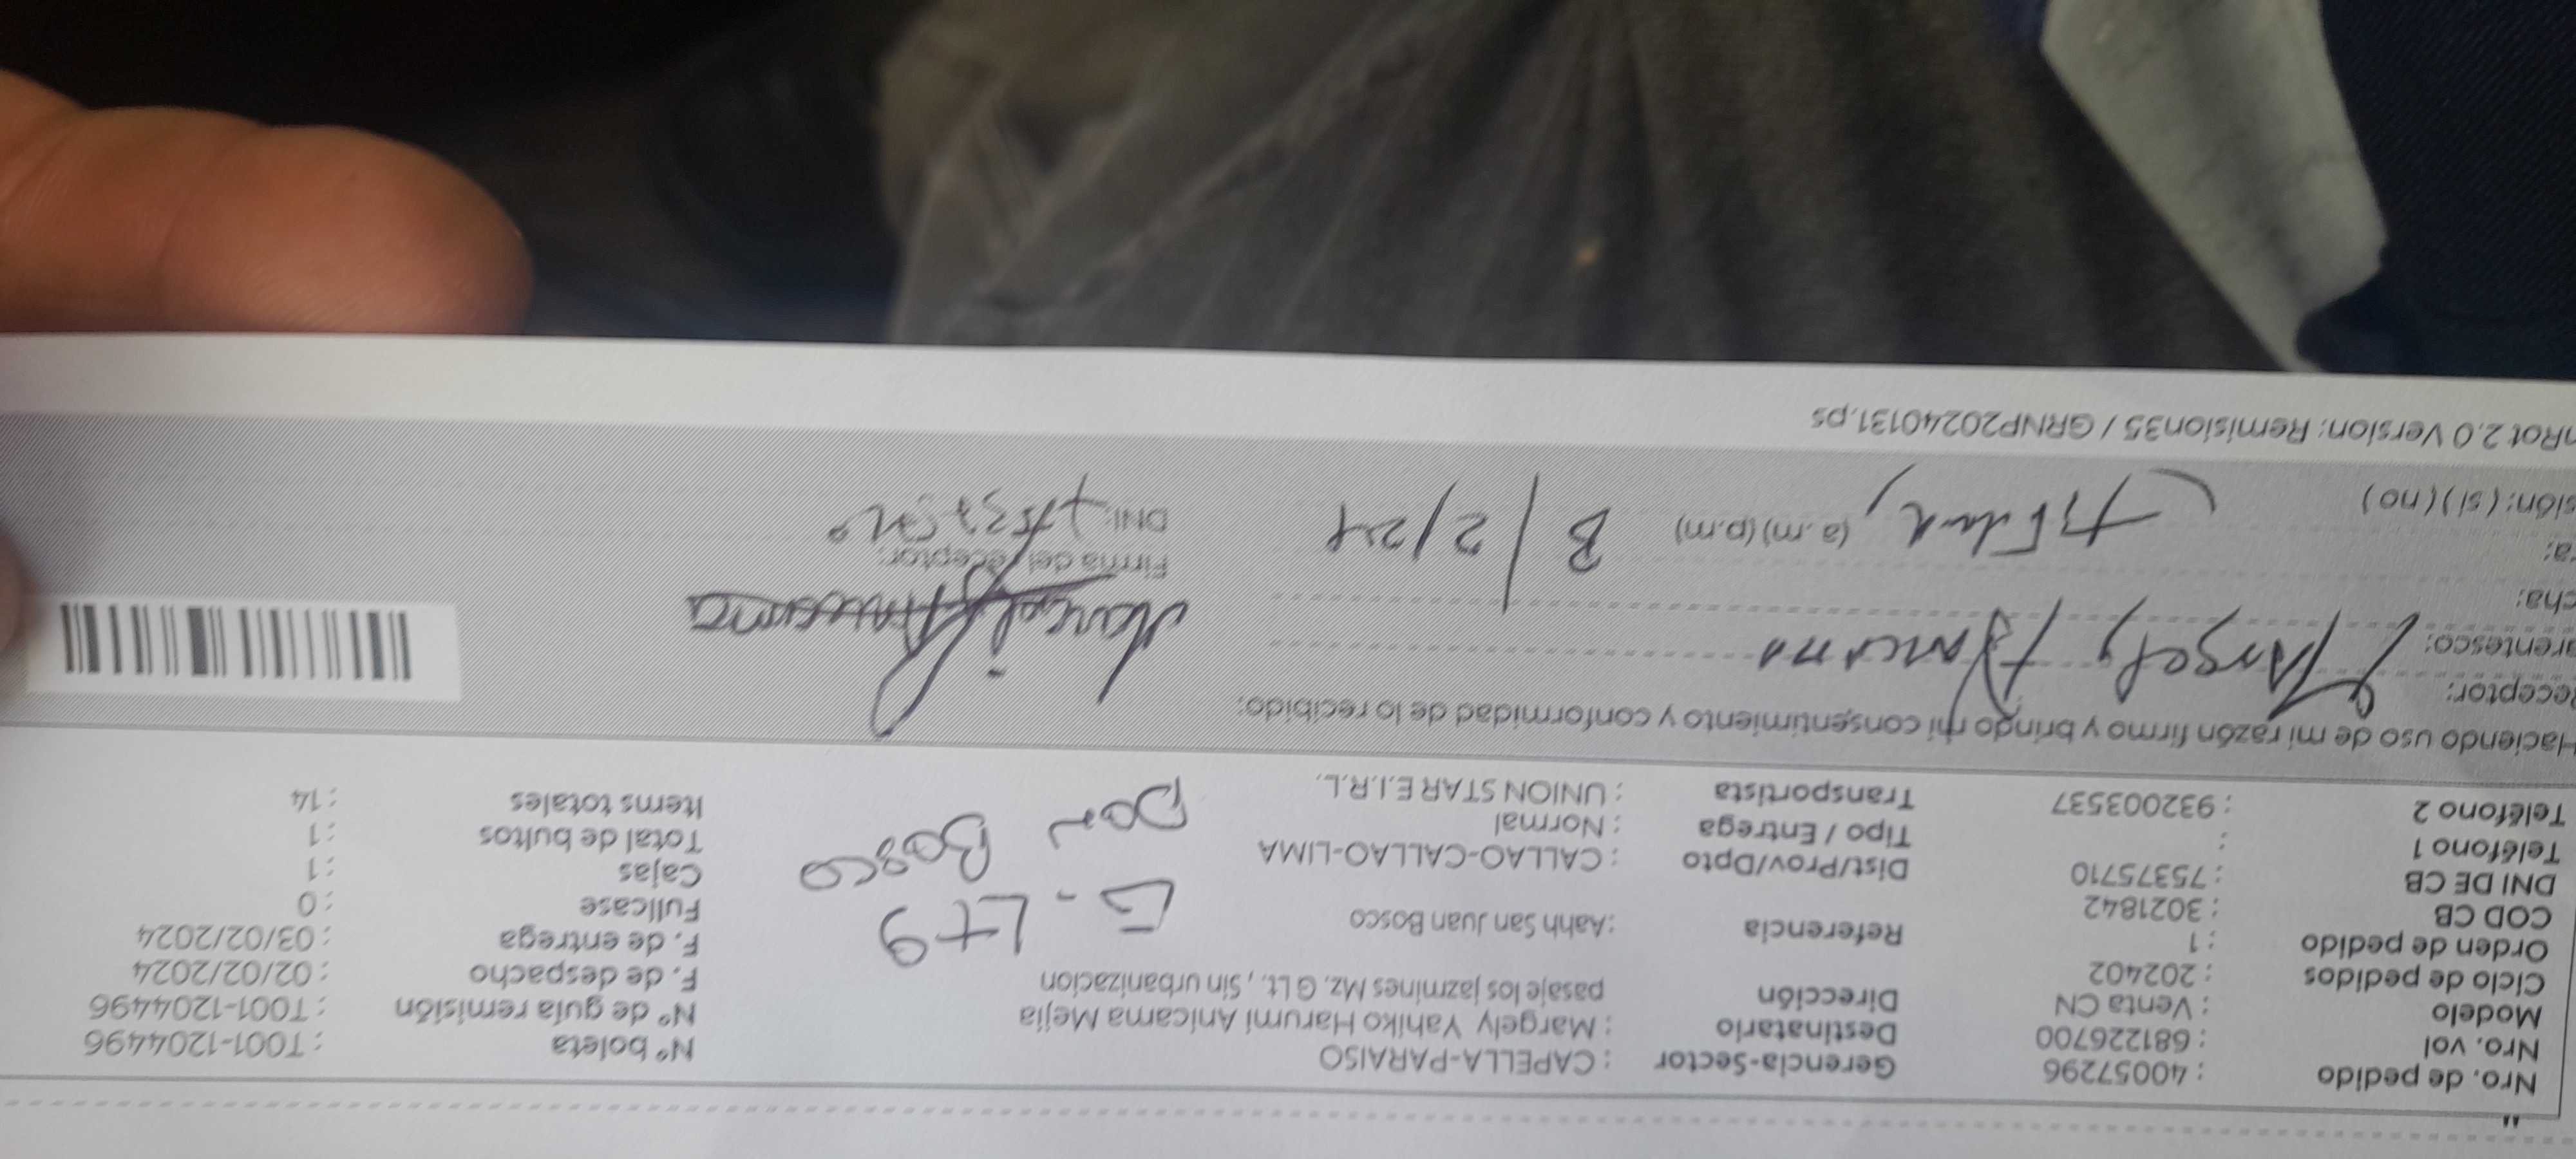 Nro. de pedido : 40057296 Gerencia-Sector : CAPELLA-PARAISO Nº boleta : T001-1204496
Nro. vol : 681226700 Destinatario : Margely Yahiko Harumi Anicama Mejia Nº de guía remisión : T001-1204496
Modelo : Venta CN Dirección pasaje los jazmines Mz. G Lt. , Sin urbanizacion F. de despacho : 02/02/2024
Ciclo de pedidos : 202402 F. de entrega : 03/02/2024
Orden de pedido : 1 Referencia : Aahh San Juan Bosco Fullcase : 0
G. - Lt 9
COD CB : 3021842 Dist/Prov/Dpto : CALLAO-CALLAO-LIMA Cajas : 1
DNI DE CB : 75375710 Tipo / Entrega : Normal Total de bultos : 1
Don Bosco
Teléfono 1 : Transportista : UNION STAR E.I.R.L. Items totales : 14
Teléfono 2 : 932003537
Haciendo uso de mi razón firmo y brindo mi consentimiento y conformidad de lo recibido:
Receptor: Margely Anicama
arentesco:
cha:
Firma del receptor:
ra: (a.m)(p.m)
DNI:
sión: (si) (no)
nRot 2.0 Version: Remision35 / GRNP20240131.ps